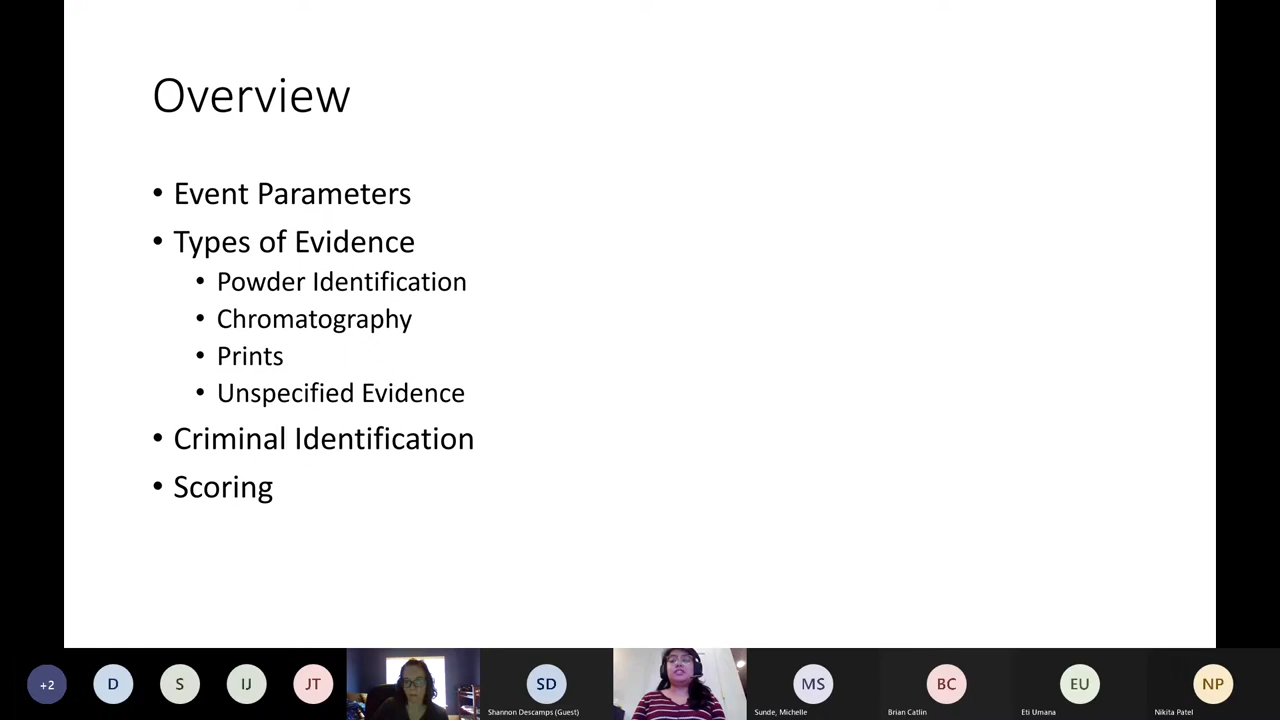 Overview
• Event Parameters
• Types of Evidence
• Powder Identification
• Chromatography
• Prints
• Unspecified Evidence
• Criminal Identification
• Scoring
+2
D
S
IJ
JT
SD
MS
BC
EU
NP
Shannon Descamps (Guest)
Sunde, Michelle
Brian Catlin
Eti Umana
Nikita Patel